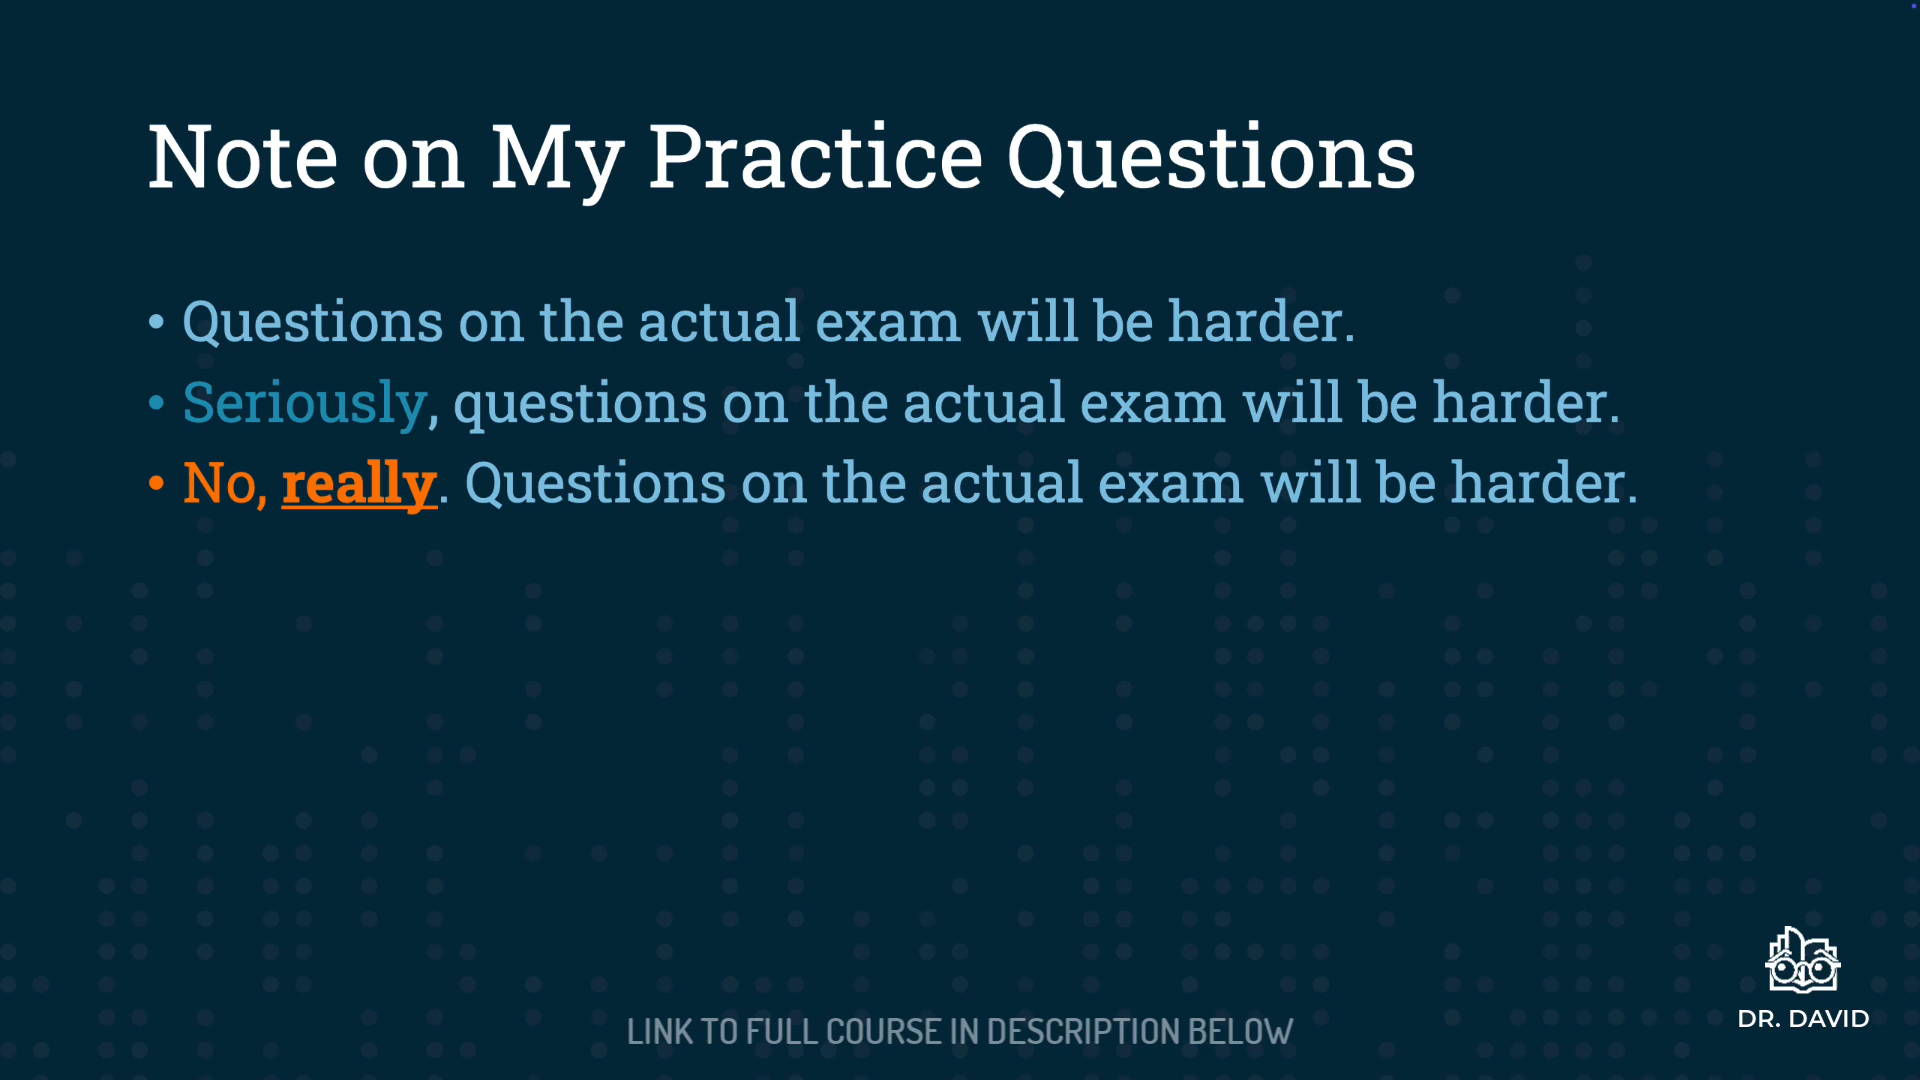 Note on My Practice Questions
• Questions on the actual exam will be harder.
• Seriously, questions on the actual exam will be harder.
• No, really. Questions on the actual exam will be harder.
DR. DAVID
LINK TO FULL COURSE IN DESCRIPTION BELOW